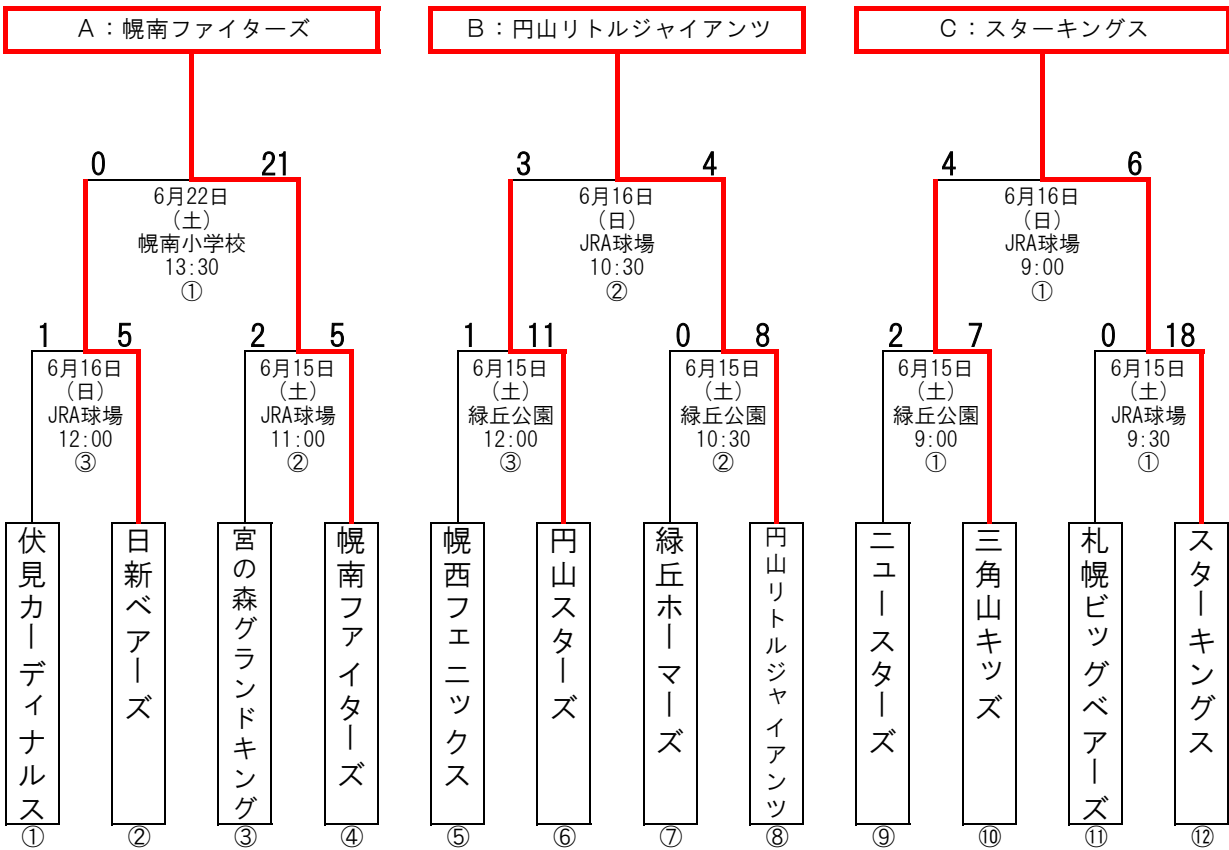 A：幌南ファイターズ
B：円山リトルジャイアンツ
C：スターキングス
0
21
3
4
4
6
6月22日
（土）
幌南小学校
13:30
①
6月16日
（日）
JRA球場
10:30
②
6月16日
（日）
JRA球場
9:00
①
1
5
2
5
1
11
0
8
2
7
0
18
6月16日
（日）
JRA球場
12:00
③
6月15日
（土）
JRA球場
11:00
②
6月15日
（土）
緑丘公園
12:00
③
6月15日
（土）
緑丘公園
10:30
②
6月15日
（土）
緑丘公園
9:00
①
6月15日
（土）
JRA球場
9:30
①
伏見カーディナルス
日新ベアーズ
宮の森グランドキング
幌南ファイターズ
幌西フェニックス
円山スターズ
緑丘ホーマーズ
円山リトルジャイアンツ
ニュースターズ
三角山キッズ
札幌ビッグベアーズ
スターキングス
①
②
③
④
⑤
⑥
⑦
⑧
⑨
⑩
⑪
⑫